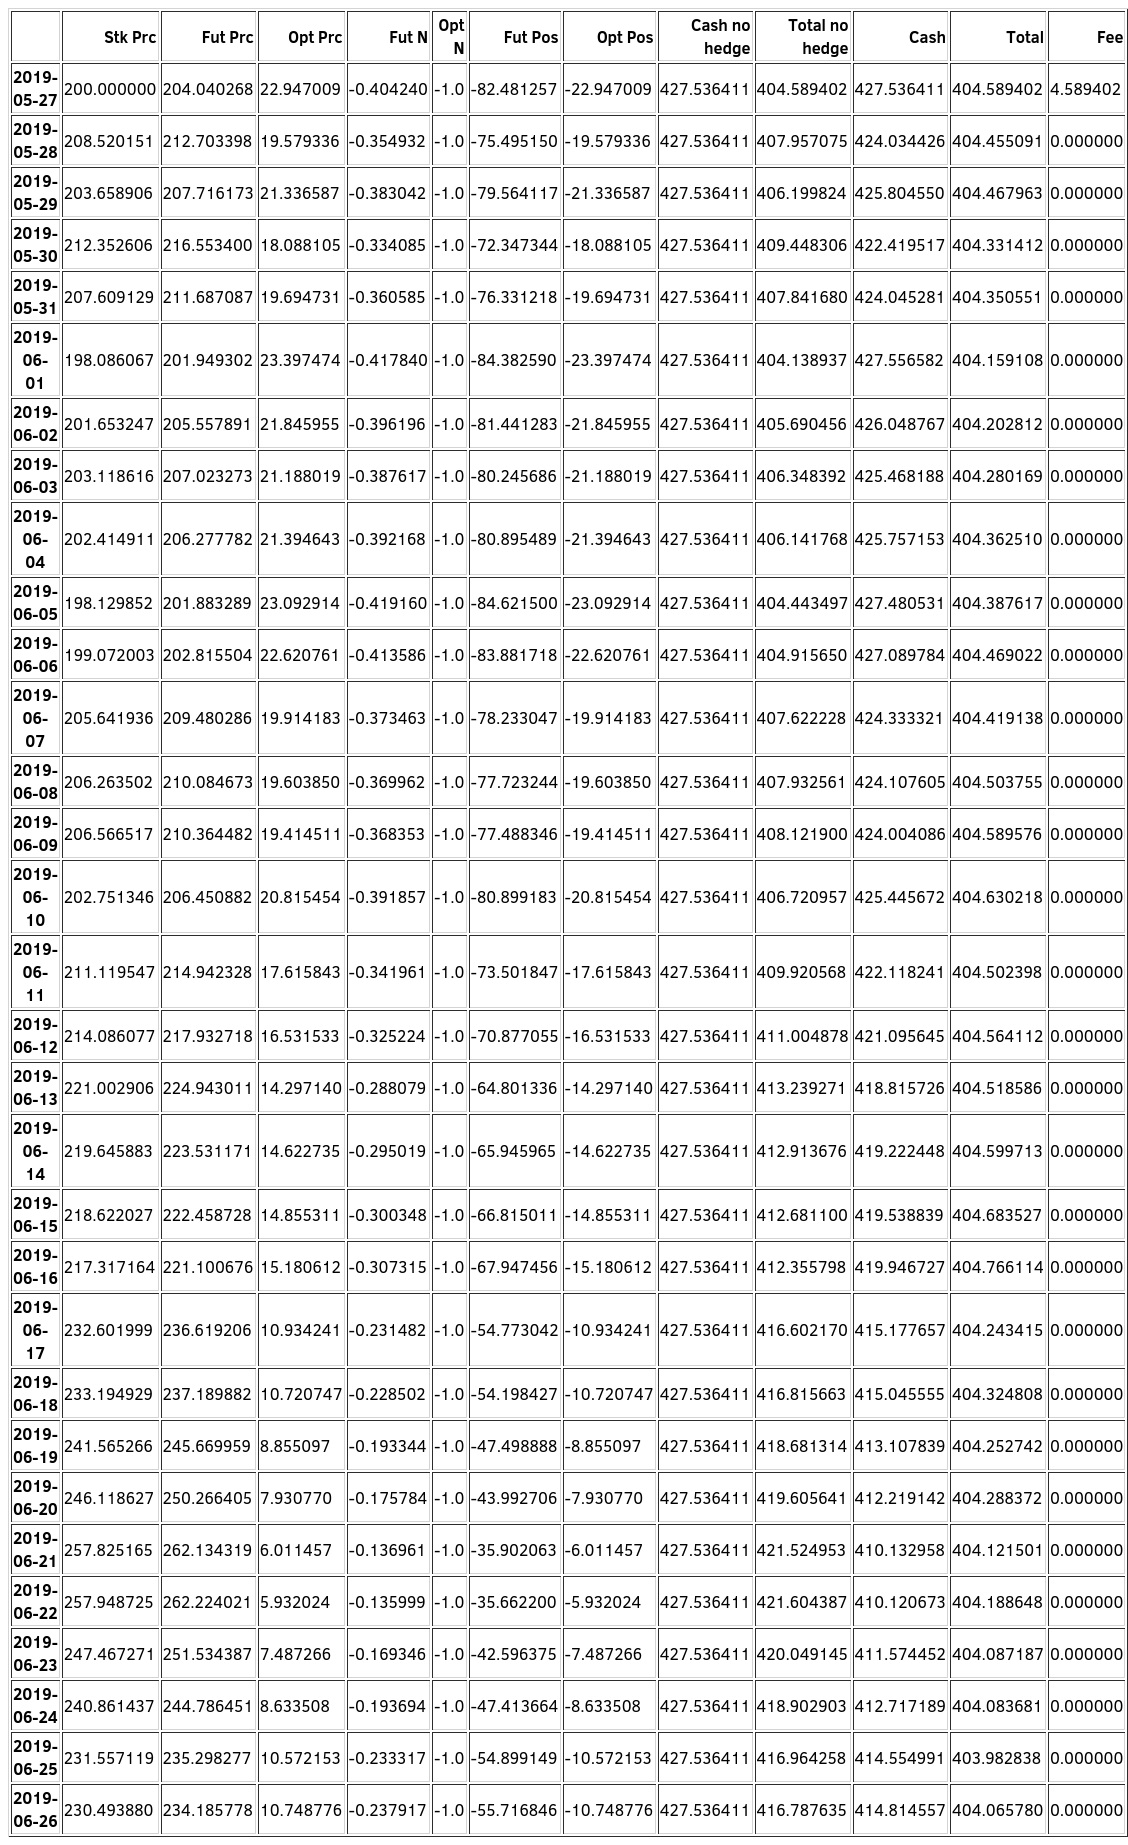 Stk Prc Fut Prc Opt Prc Fut N Opt N Fut Pos Opt Pos Cash no hedge Total no hedge Cash Total Fee
2019-05-27 200.000000 204.040268 22.947009 -0.404240 -1.0 -82.481257 -22.947009 427.536411 404.589402 427.536411 404.589402 4.589402
2019-05-28 208.520151 212.703398 19.579336 -0.354932 -1.0 -75.495150 -19.579336 427.536411 407.957075 424.034426 404.455091 0.000000
2019-05-29 203.658906 207.716173 21.336587 -0.383042 -1.0 -79.564117 -21.336587 427.536411 406.199824 425.804550 404.467963 0.000000
2019-05-30 212.352606 216.553400 18.088105 -0.334085 -1.0 -72.347344 -18.088105 427.536411 409.448306 422.419517 404.331412 0.000000
2019-05-31 207.609129 211.687087 19.694731 -0.360585 -1.0 -76.331218 -19.694731 427.536411 407.841680 424.045281 404.350551 0.000000
2019-06-01 198.086067 201.949302 23.397474 -0.417840 -1.0 -84.382590 -23.397474 427.536411 404.138937 427.556582 404.159108 0.000000
2019-06-02 201.653247 205.557891 21.845955 -0.396196 -1.0 -81.441283 -21.845955 427.536411 405.690456 426.048767 404.202812 0.000000
2019-06-03 203.118616 207.023273 21.188019 -0.387617 -1.0 -80.245686 -21.188019 427.536411 406.348392 425.468188 404.280169 0.000000
2019-06-04 202.414911 206.277782 21.394643 -0.392168 -1.0 -80.895489 -21.394643 427.536411 406.141768 425.757153 404.362510 0.000000
2019-06-05 198.129852 201.883289 23.092914 -0.419160 -1.0 -84.621500 -23.092914 427.536411 404.443497 427.480531 404.387617 0.000000
2019-06-06 199.072003 202.815504 22.620761 -0.413586 -1.0 -83.881718 -22.620761 427.536411 404.915650 427.089784 404.469022 0.000000
2019-06-07 205.641936 209.480286 19.914183 -0.373463 -1.0 -78.233047 -19.914183 427.536411 407.622228 424.333321 404.419138 0.000000
2019-06-08 206.263502 210.084673 19.603850 -0.369962 -1.0 -77.723244 -19.603850 427.536411 407.932561 424.107605 404.503755 0.000000
2019-06-09 206.566517 210.364482 19.414511 -0.368353 -1.0 -77.488346 -19.414511 427.536411 408.121900 424.004086 404.589576 0.000000
2019-06-10 202.751346 206.450882 20.815454 -0.391857 -1.0 -80.899183 -20.815454 427.536411 406.720957 425.445672 404.630218 0.000000
2019-06-11 211.119547 214.942328 17.615843 -0.341961 -1.0 -73.501847 -17.615843 427.536411 409.920568 422.118241 404.502398 0.000000
2019-06-12 214.086077 217.932718 16.531533 -0.325224 -1.0 -70.877055 -16.531533 427.536411 411.004878 421.095645 404.564112 0.000000
2019-06-13 221.002906 224.943011 14.297140 -0.288079 -1.0 -64.801336 -14.297140 427.536411 413.239271 418.815726 404.518586 0.000000
2019-06-14 219.645883 223.531171 14.622735 -0.295019 -1.0 -65.945965 -14.622735 427.536411 412.913676 419.222448 404.599713 0.000000
2019-06-15 218.622027 222.458728 14.855311 -0.300348 -1.0 -66.815011 -14.855311 427.536411 412.681100 419.538839 404.683527 0.000000
2019-06-16 217.317164 221.100676 15.180612 -0.307315 -1.0 -67.947456 -15.180612 427.536411 412.355798 419.946727 404.766114 0.000000
2019-06-17 232.601999 236.619206 10.934241 -0.231482 -1.0 -54.773042 -10.934241 427.536411 416.602170 415.177657 404.243415 0.000000
2019-06-18 233.194929 237.189882 10.720747 -0.228502 -1.0 -54.198427 -10.720747 427.536411 416.815663 415.045555 404.324808 0.000000
2019-06-19 241.565266 245.669959 8.855097 -0.193344 -1.0 -47.498888 -8.855097 427.536411 418.681314 413.107839 404.252742 0.000000
2019-06-20 246.118627 250.266405 7.930770 -0.175784 -1.0 -43.992706 -7.930770 427.536411 419.605641 412.219142 404.288372 0.000000
2019-06-21 257.825165 262.134319 6.011457 -0.136961 -1.0 -35.902063 -6.011457 427.536411 421.524953 410.132958 404.121501 0.000000
2019-06-22 257.948725 262.224021 5.932024 -0.135999 -1.0 -35.662200 -5.932024 427.536411 421.604387 410.120673 404.188648 0.000000
2019-06-23 247.467271 251.534387 7.487266 -0.169346 -1.0 -42.596375 -7.487266 427.536411 420.049145 411.574452 404.087187 0.000000
2019-06-24 240.861437 244.786451 8.633508 -0.193694 -1.0 -47.413664 -8.633508 427.536411 418.902903 412.717189 404.083681 0.000000
2019-06-25 231.557119 235.298277 10.572153 -0.233317 -1.0 -54.899149 -10.572153 427.536411 416.964258 414.554991 403.982838 0.000000
2019-06-26 230.493880 234.185778 10.748776 -0.237917 -1.0 -55.716846 -10.748776 427.536411 416.787635 414.814557 404.065780 0.000000